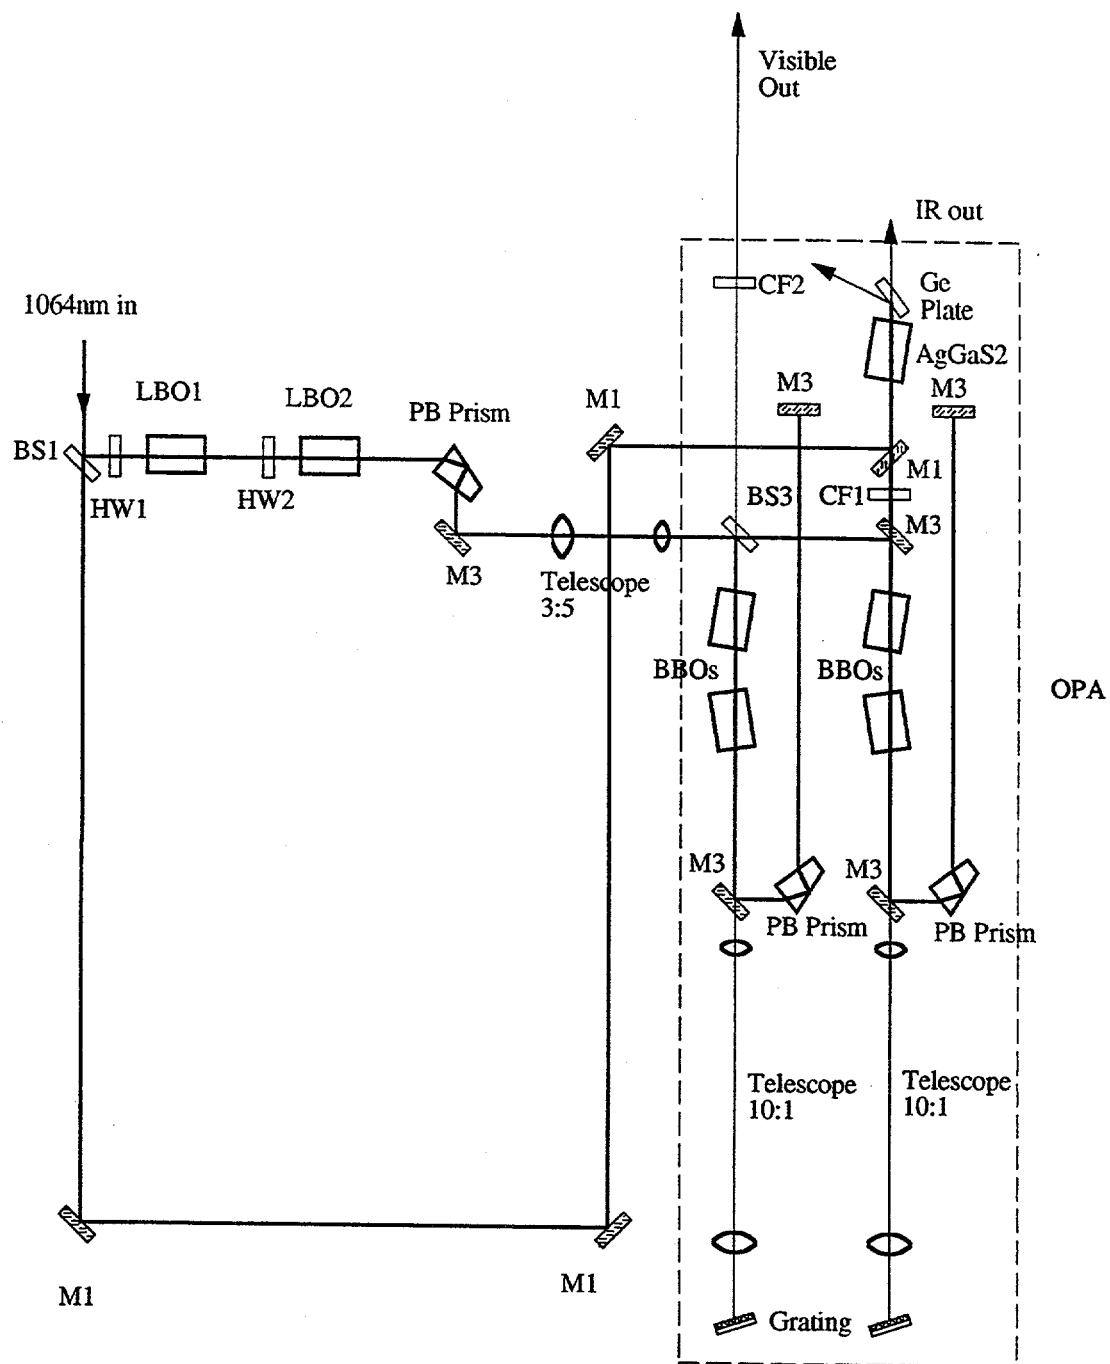 Visible
Out
IR out
CF2
Ge
Plate
1064nm in
AgGaS2
LBO1
LBO2
PB Prism
M1
M3
M3
BS1
HW1
HW2
BS3
CF1
M1
M3
M3
Telescope
3:5
BBOs
BBOs
OPA
M3
M3
PB Prism
PB Prism
Telescope
10:1
Telescope
10:1
M1
M1
Grating